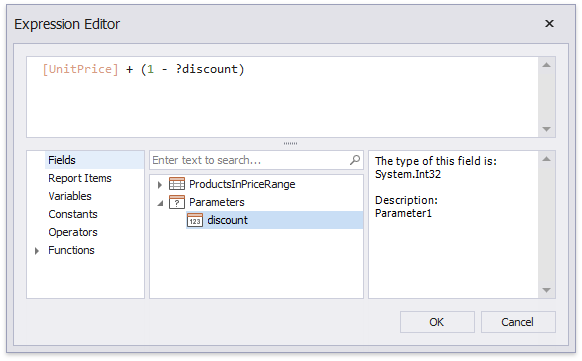 Expression Editor
[UnitPrice] + (1 - ?discount)
Fields
Report Items
Variables
Constants
Operators
Functions
Enter text to search...
ProductsInPriceRange
? Parameters
123 discount
The type of this field is:
System.Int32
Description:
Parameter1
OK
Cancel